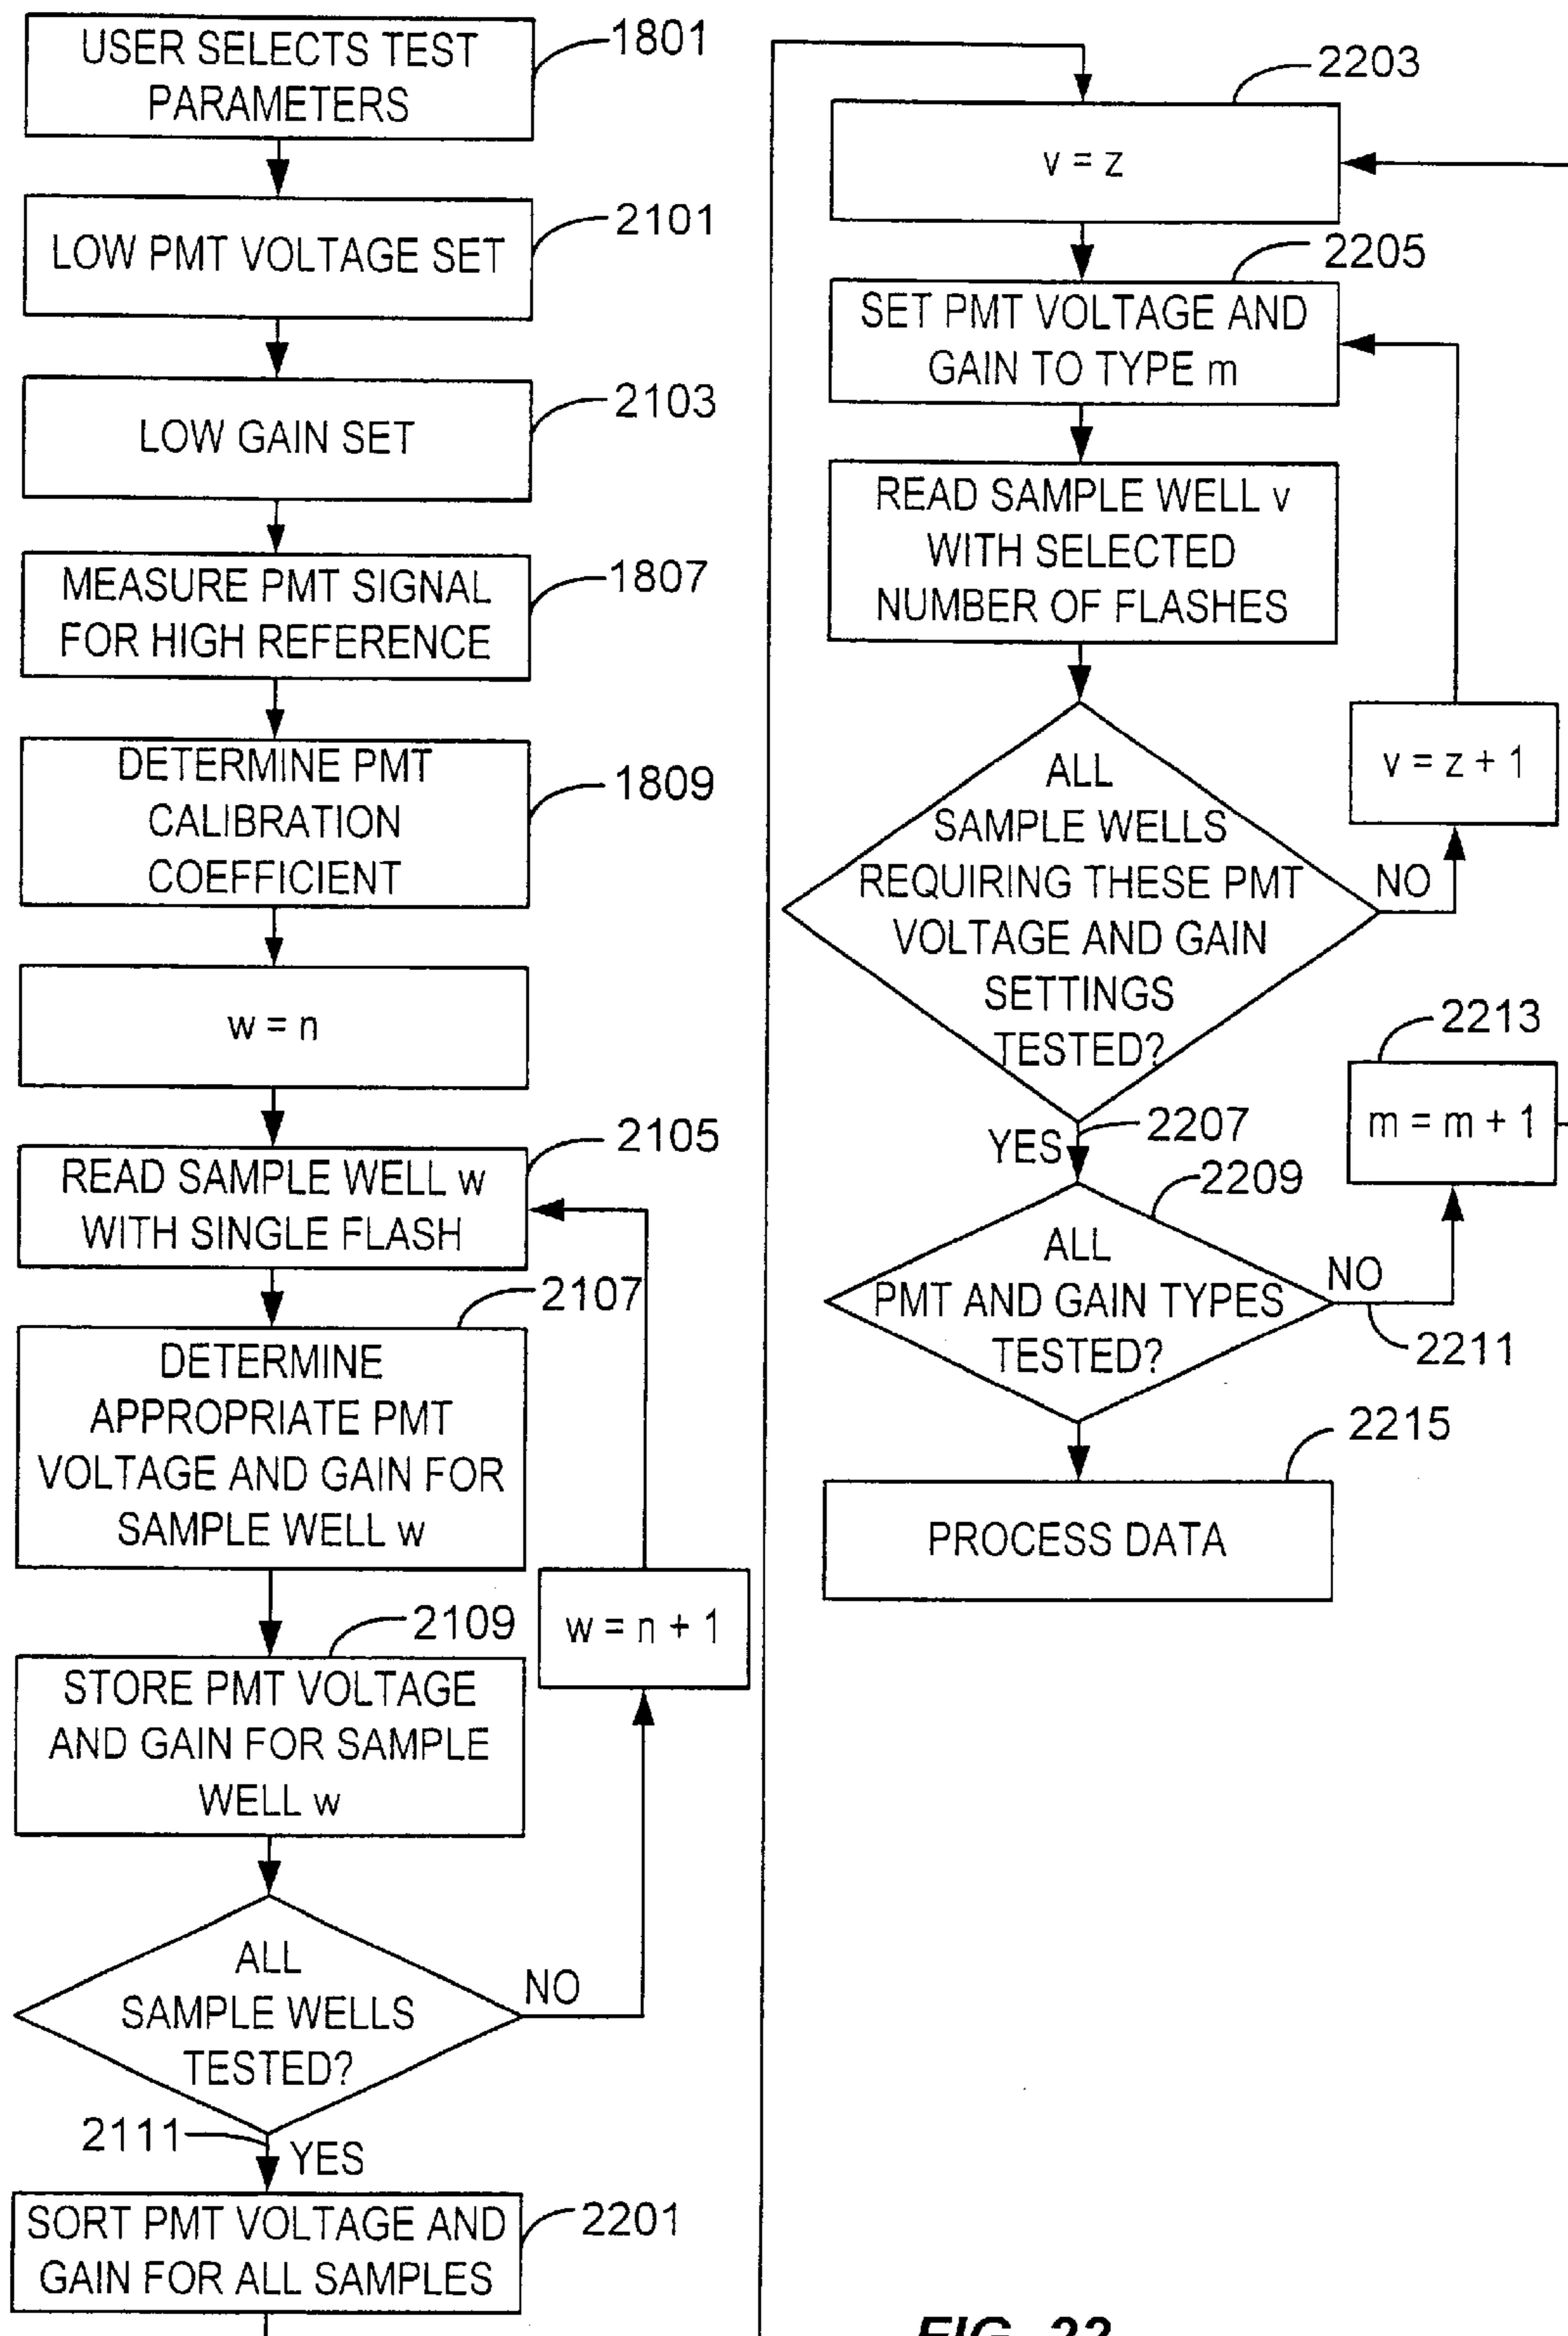 USER SELECTS TEST
PARAMETERS
1801
LOW PMT VOLTAGE SET
2101
LOW GAIN SET
2103
MEASURE PMT SIGNAL
FOR HIGH REFERENCE
1807
DETERMINE PMT
CALIBRATION
COEFFICIENT
1809
w = n
READ SAMPLE WELL w
WITH SINGLE FLASH
2105
DETERMINE
APPROPRIATE PMT
VOLTAGE AND GAIN FOR
SAMPLE WELL w
2107
w = n + 1
STORE PMT VOLTAGE
AND GAIN FOR SAMPLE
WELL w
2109
ALL
SAMPLE WELLS
TESTED?
NO
2111
YES
SORT PMT VOLTAGE AND
GAIN FOR ALL SAMPLES
2201
v = z
2203
SET PMT VOLTAGE AND
GAIN TO TYPE m
2205
READ SAMPLE WELL v
WITH SELECTED
NUMBER OF FLASHES
v = z + 1
ALL
SAMPLE WELLS
REQUIRING THESE PMT
VOLTAGE AND GAIN
SETTINGS
TESTED?
NO
YES
2207
2213
m = m + 1
2209
ALL
PMT AND GAIN TYPES
TESTED?
NO
2211
PROCESS DATA
2215
FIG. 22